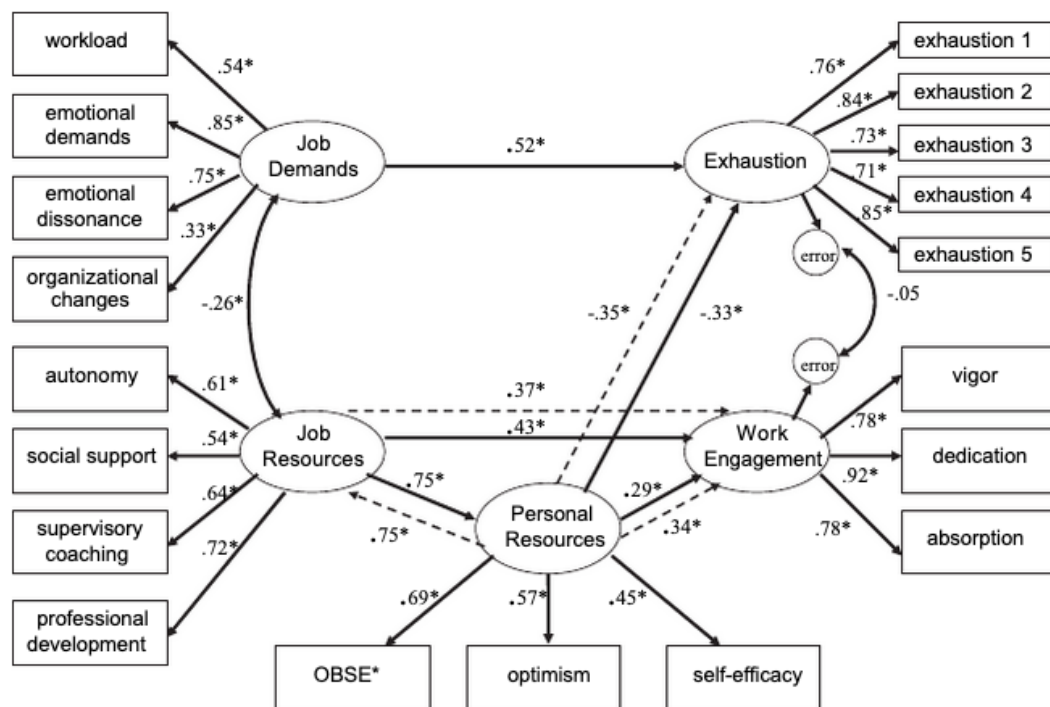 workload
.54*
emotional
demands
.85*
emotional
dissonance
.75*
organizational
changes
.33*
Job
Demands
.52*
Exhaustion
.76*
exhaustion 1
.84*
exhaustion 2
.73*
exhaustion 3
.71*
exhaustion 4
.85*
exhaustion 5
error
-.05
error
-.26*
-.35*
-.33*
autonomy
.61*
social support
.54*
supervisory
coaching
.64*
professional
development
.72*
Job
Resources
.37*
.43*
Work
Engagement
vigor
.78*
dedication
.92*
absorption
.78*
.75*
.75*
Personal
Resources
.29*
.34*
.69*
.57*
.45*
OBSE*
optimism
self-efficacy